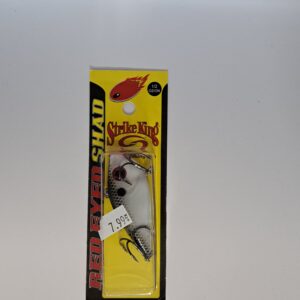 RED EYED SHAD
Strike King
7.99